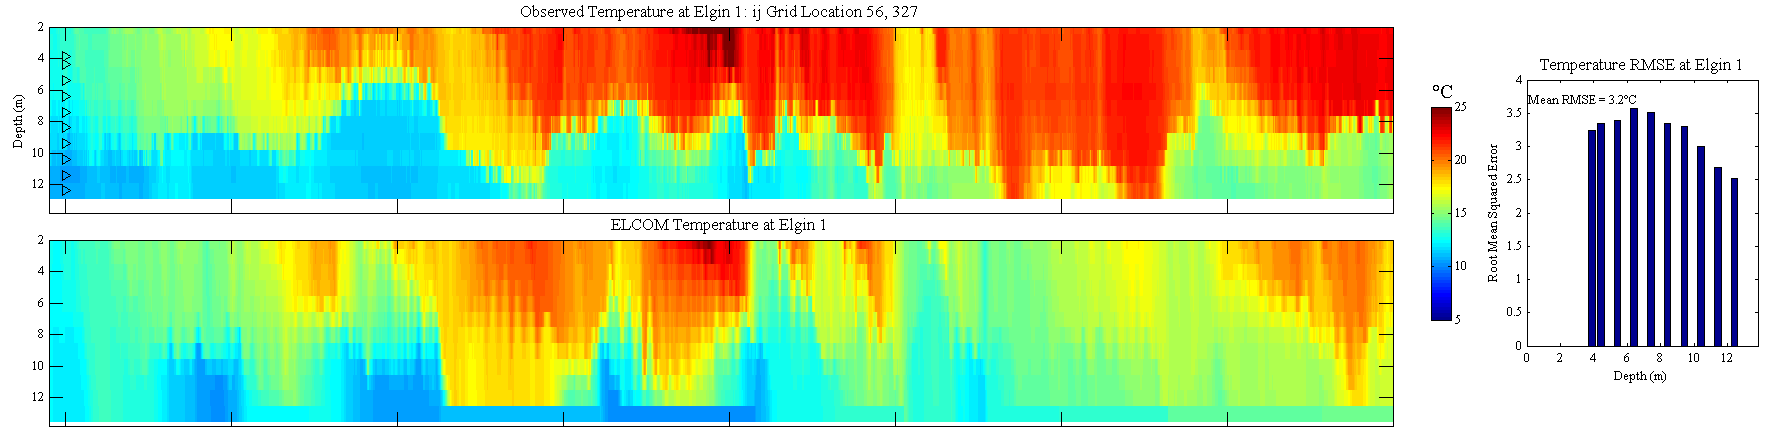 Observed Temperature at Elgin 1: ij Grid Location 56, 327
2
4
6
8
10
12
Depth (m)
ELCOM Temperature at Elgin 1
2
4
6
8
10
12
°C
25
20
15
10
5
Temperature RMSE at Elgin 1
Mean RMSE = 3.2°C
4
3.5
3
2.5
2
1.5
1
0.5
0
Root Mean Squared Error
0 2 4 6 8 10 12
Depth (m)